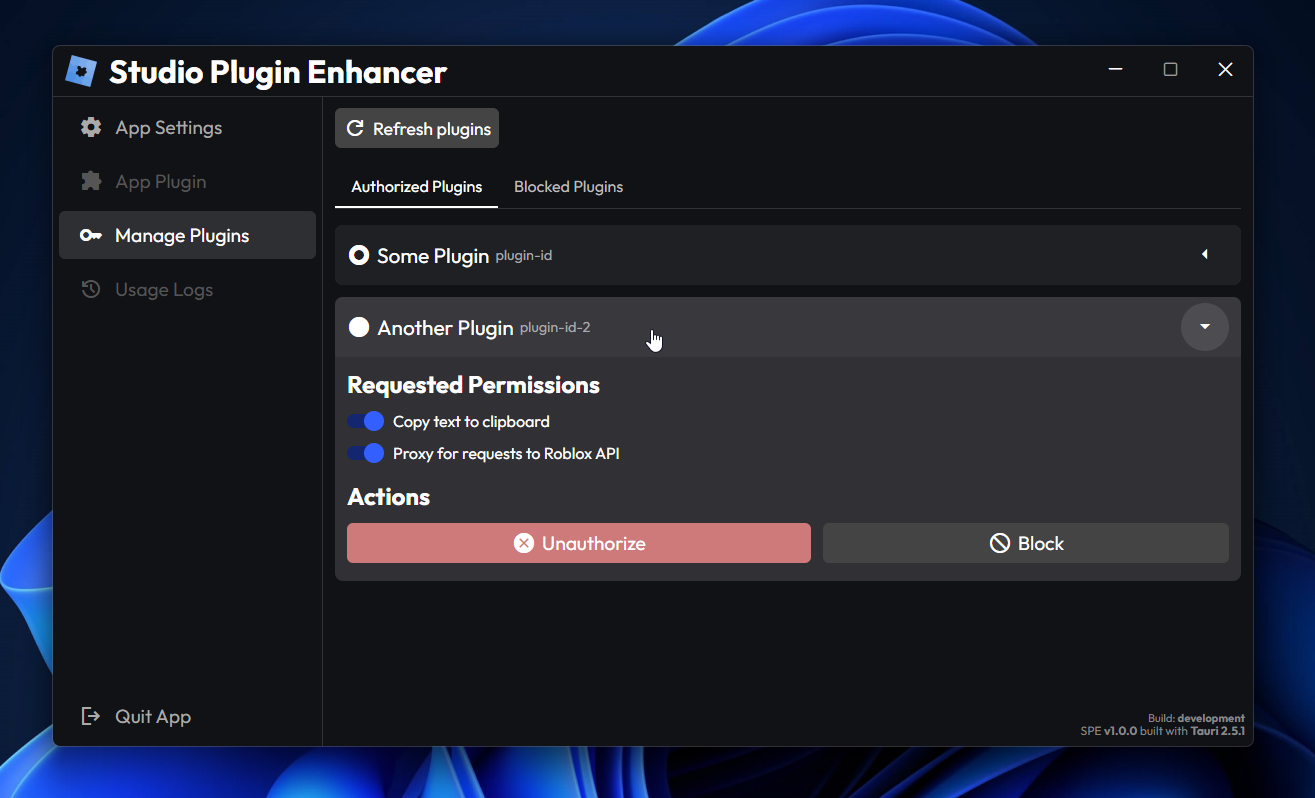 Studio Plugin Enhancer
App Settings
App Plugin
Manage Plugins
Usage Logs
Quit App
Refresh plugins
Authorized Plugins Blocked Plugins
Some Plugin plugin-id
Another Plugin plugin-id-2
Requested Permissions
Copy text to clipboard
Proxy for requests to Roblox API
Actions
Unauthorize Block
Build: development
SPE v1.0.0 built with Tauri 2.5.1